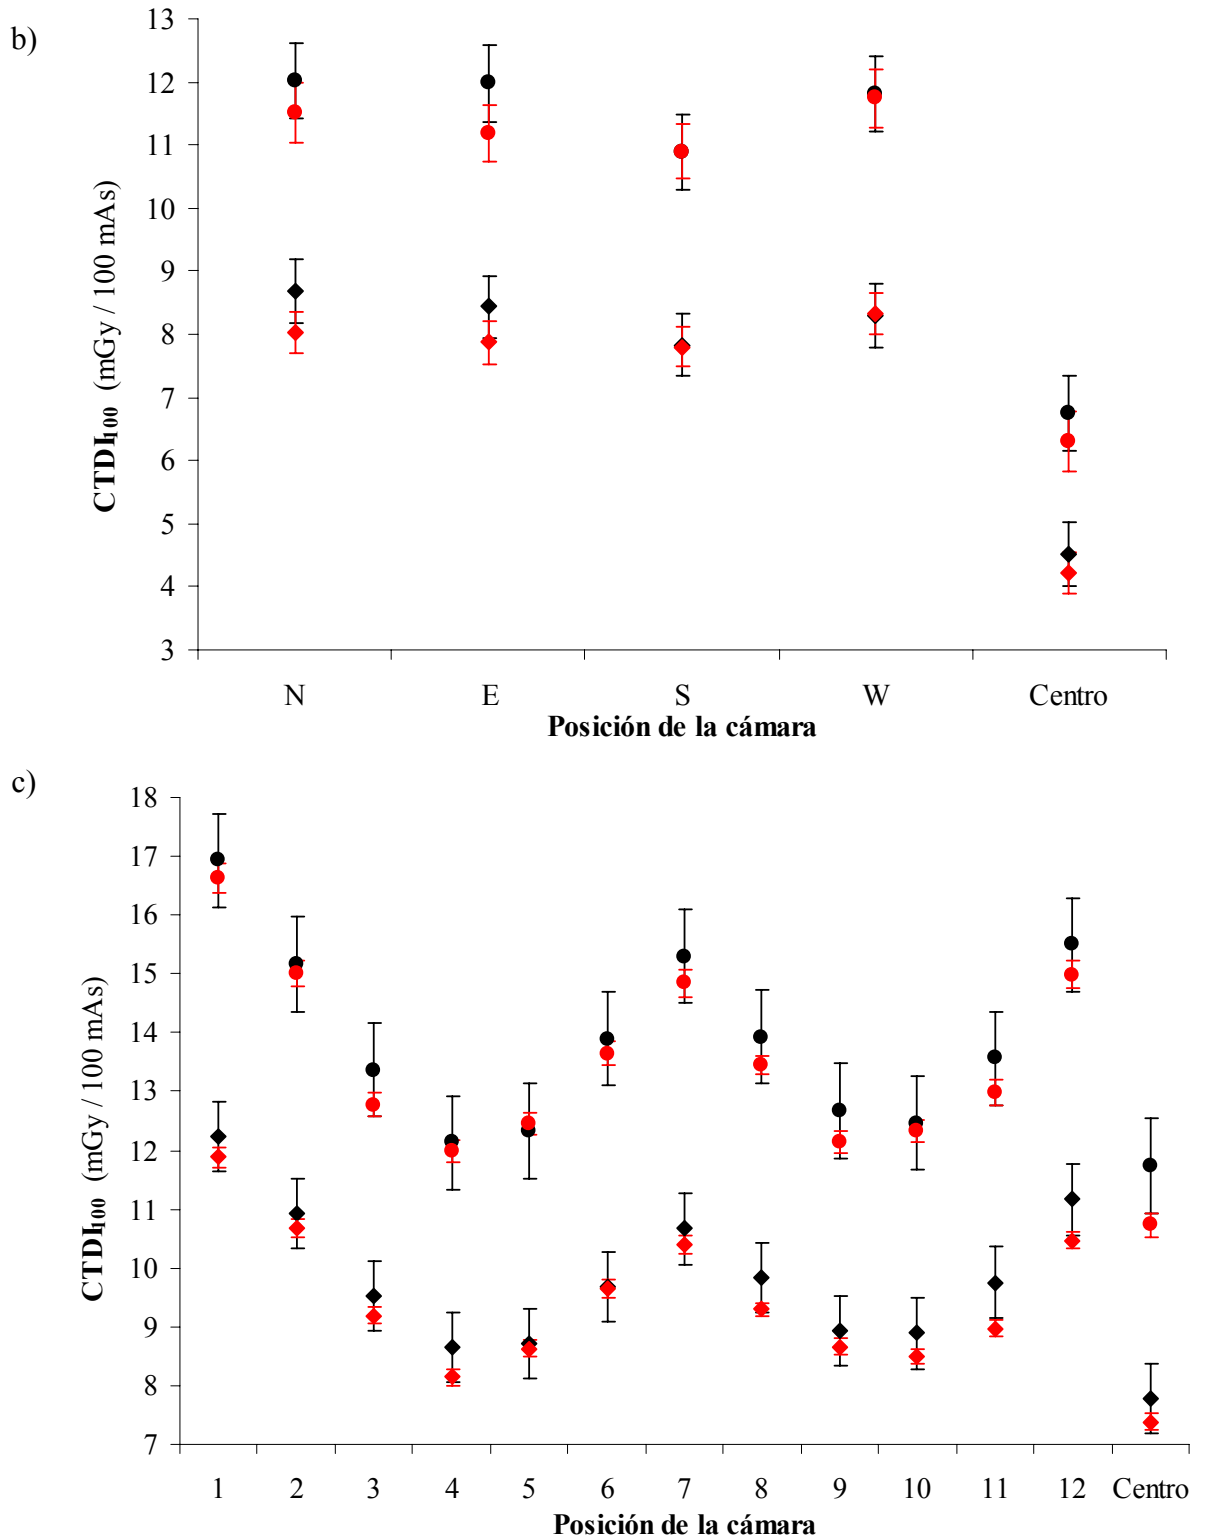 b)
13
12
11
10
9
8
7
6
5
4
3
CTDI100 (mGy / 100 mAs)
N E S W Centro
Posición de la cámara
c)
18
17
16
15
14
13
12
11
10
9
8
7
CTDI100 (mGy / 100 mAs)
1 2 3 4 5 6 7 8 9 10 11 12 Centro
Posición de la cámara